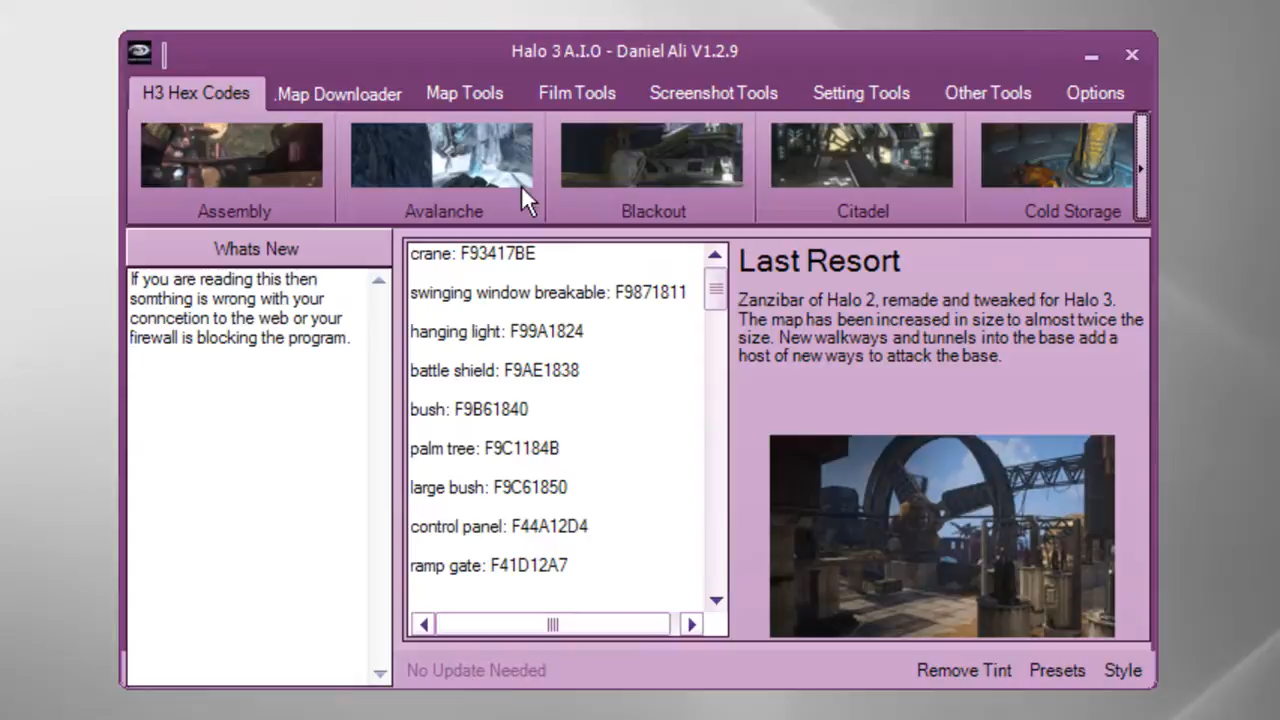 Halo 3 A.I.O - Daniel Ali V1.2.9
H3 Hex Codes .Map Downloader Map Tools Film Tools Screenshot Tools Setting Tools Other Tools Options
Assembly Avalanche Blackout Citadel Cold Storage
Whats New
If you are reading this then
somthing is wrong with your
conncetion to the web or your
firewall is blocking the program.
crane: F93417BE
swinging window breakable: F9871811
hanging light: F99A1824
battle shield: F9AE1838
bush: F9B61840
palm tree: F9C1184B
large bush: F9C61850
control panel: F44A12D4
ramp gate: F41D12A7
Last Resort
Zanzibar of Halo 2, remade and tweaked for Halo 3.
The map has been increased in size to almost twice the
size. New walkways and tunnels into the base add a
host of new ways to attack the base.
No Update Needed
Remove Tint Presets Style